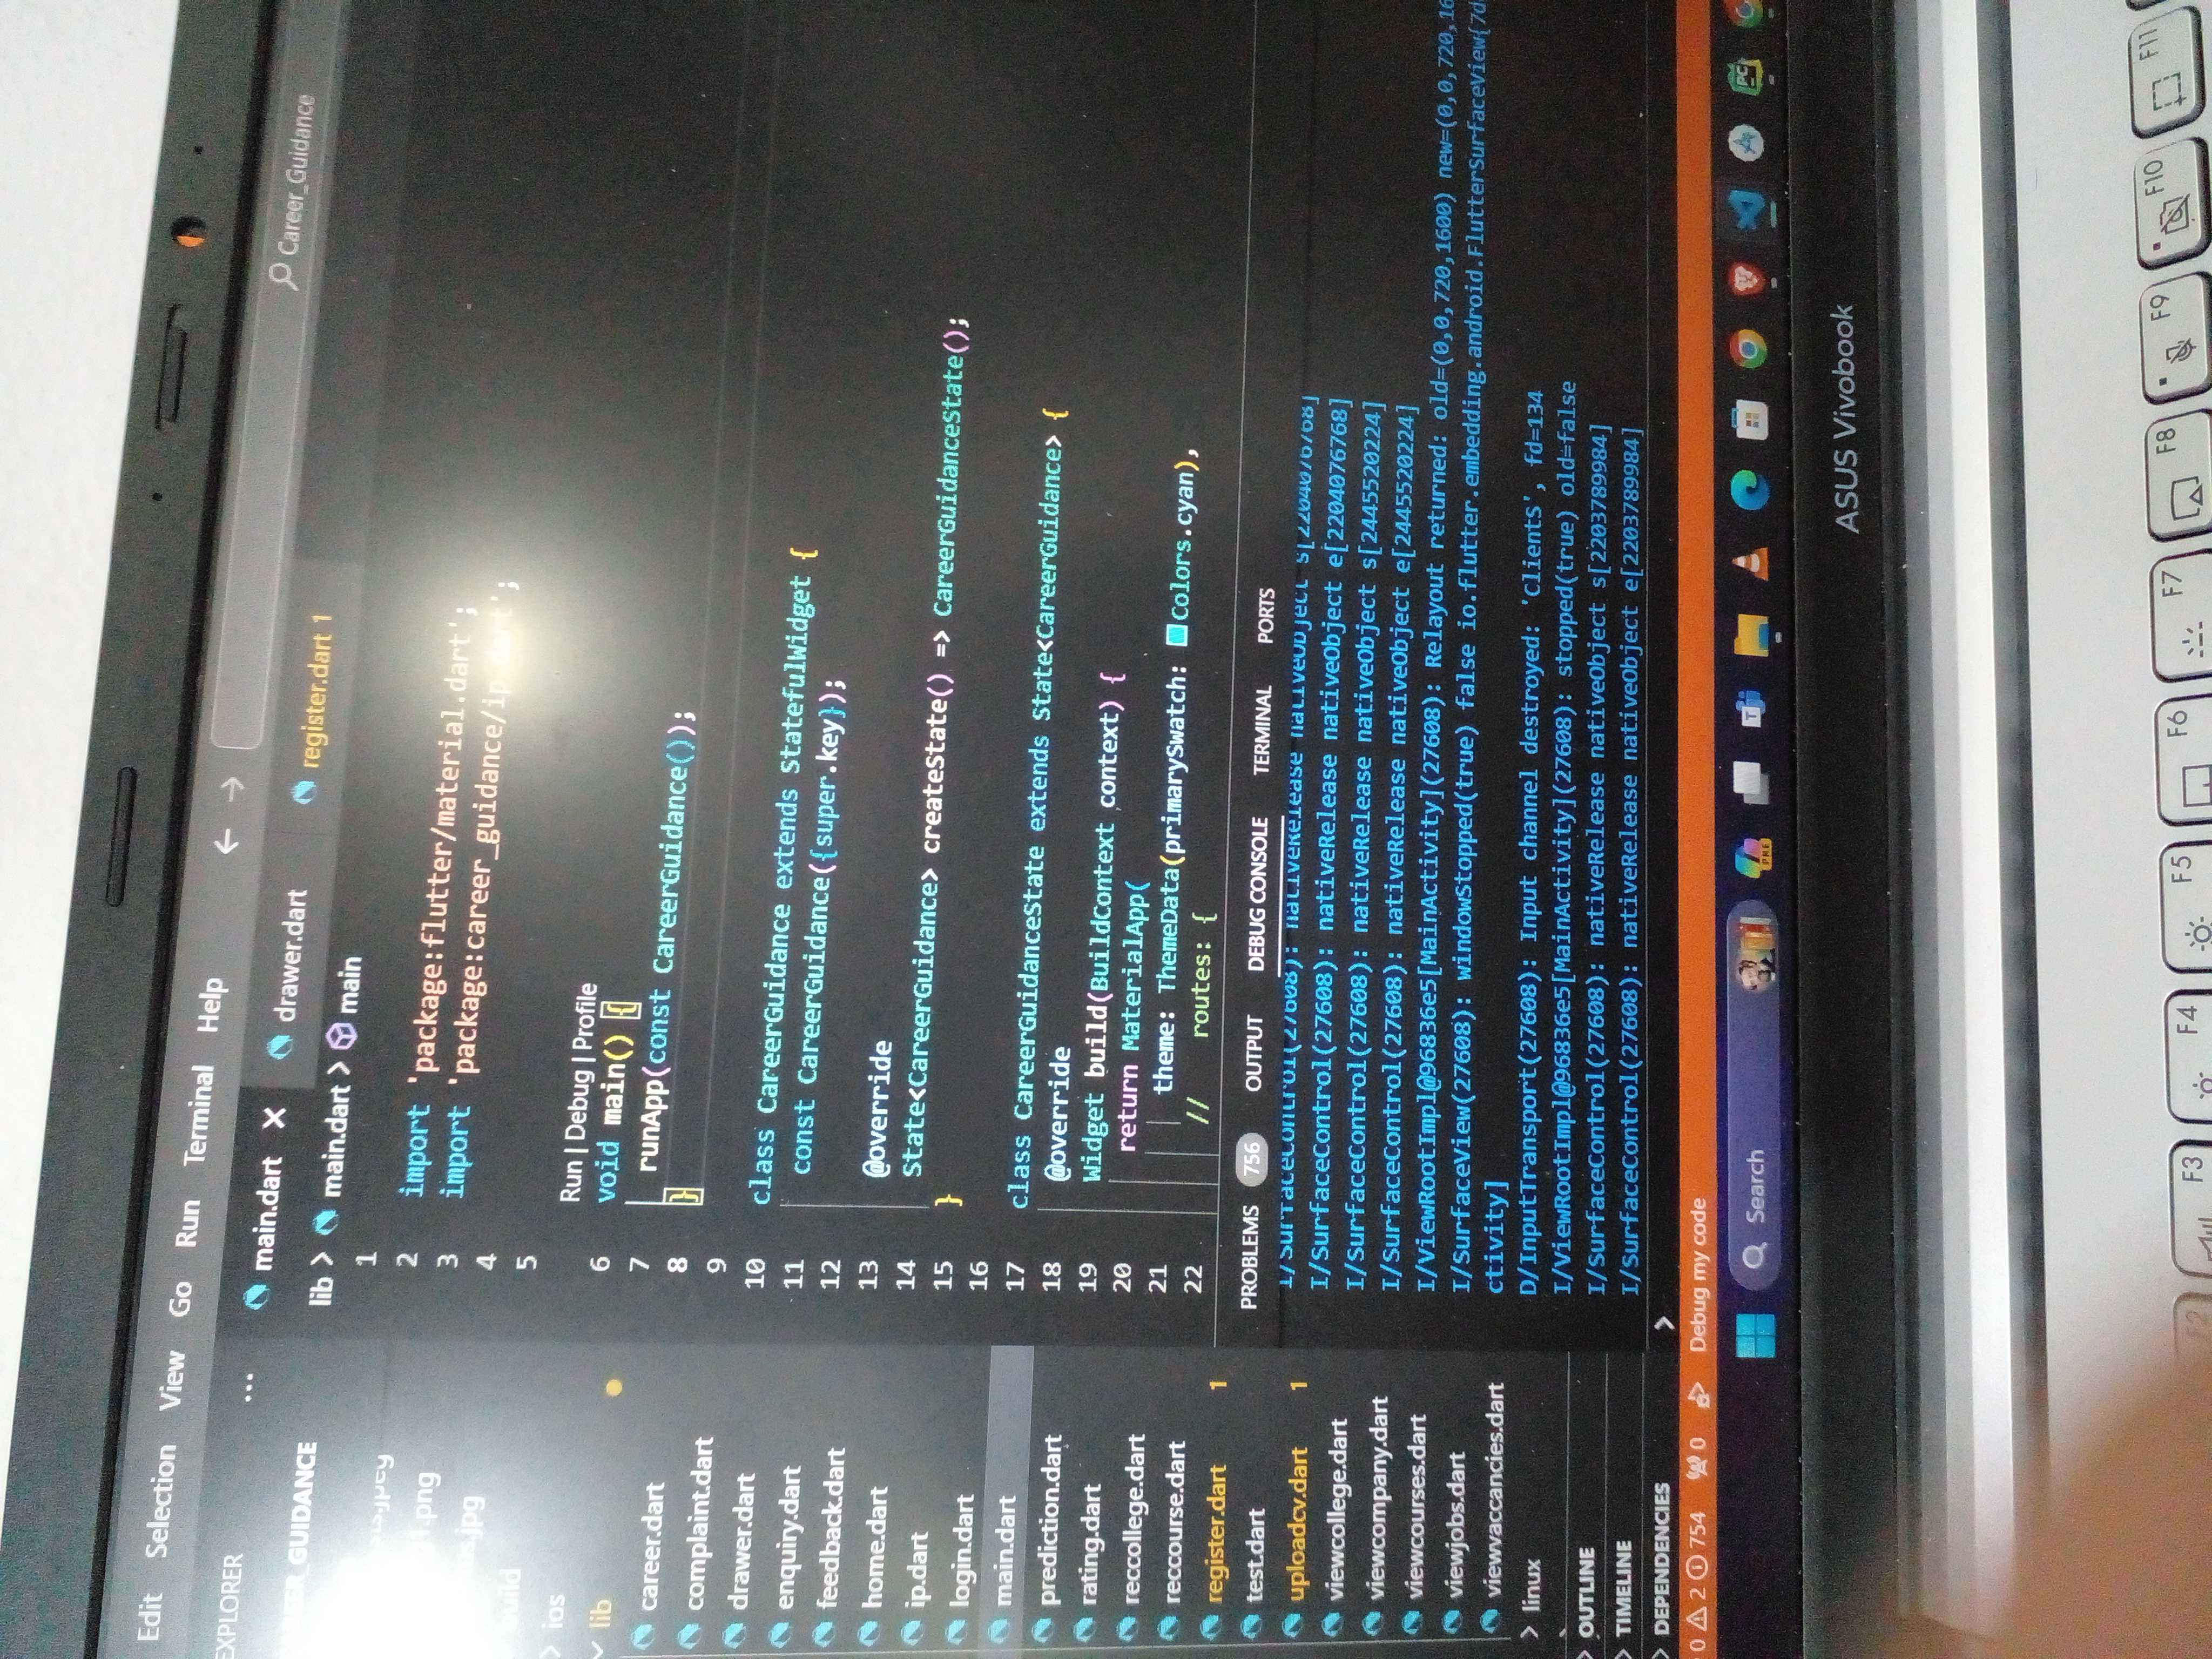 Edit Selection View Go Run Terminal Help
Career_Guidance
EXPLORER
...
_GUIDANCE
.png
.jpg
ios
lib
career.dart
complaint.dart
drawer.dart
enquiry.dart
feedback.dart
home.dart
ip.dart
login.dart
main.dart
prediction.dart
rating.dart
reccollege.dart
reccourse.dart
register.dart 1
test.dart
uploadcv.dart 1
viewcollege.dart
viewcompany.dart
viewcourses.dart
viewjobs.dart
viewvaccancies.dart
linux
OUTLINE
TIMELINE
DEPENDENCIES
main.dart drawer.dart register.dart 1
lib > main.dart > main
1
2 import 'package:flutter/material.dart';
3 import 'package:career_guidance/ip.dart';
4
5
Run | Debug | Profile
6 void main() {
7 runApp(const CareerGuidance());
8 }
9
10 class CareerGuidance extends StatefulWidget {
11 const CareerGuidance({super.key});
12
13 @override
14 State<CareerGuidance> createState() => CareerGuidanceState();
15 }
16
17 class CareerGuidanceState extends State<CareerGuidance> {
18 @override
19 Widget build(BuildContext context) {
20 return MaterialApp(
21 theme: ThemeData(primarySwatch: Colors.cyan),
22 // routes: {
PROBLEMS 756 OUTPUT DEBUG CONSOLE TERMINAL PORTS
I/SurfaceControl(27608): nativeRelease nativeObject s[2204076768]
I/SurfaceControl(27608): nativeRelease nativeObject e[2204076768]
I/SurfaceControl(27608): nativeRelease nativeObject s[2445520224]
I/SurfaceControl(27608): nativeRelease nativeObject e[2445520224]
I/ViewRootImpl@96836e5[MainActivity](27608): Relayout returned: old=(0,0,720,1600) new=(0,0,720,16
I/SurfaceView(27608): windowStopped(true) false io.flutter.embedding.android.FlutterSurfaceView{7d
ctivity]
D/InputTransport(27608): Input channel destroyed: 'ClientS', fd=134
I/ViewRootImpl@96836e5[MainActivity](27608): stopped(true) old=false
I/SurfaceControl(27608): nativeRelease nativeObject s[2203789984]
I/SurfaceControl(27608): nativeRelease nativeObject e[2203789984]
0 2 754 0 Debug my code
Search
PRE
T
PC
ASUS Vivobook
F2 F3 F4 F5 F6 F7 F8 F9 F10 F11